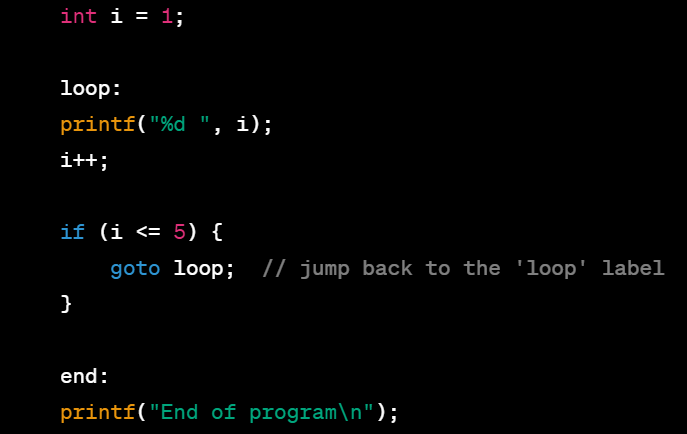 int i = 1;
loop:
printf("%d ", i);
i++;
if (i <= 5) {
goto loop;  // jump back to the 'loop' label
}
end:
printf("End of program\n");